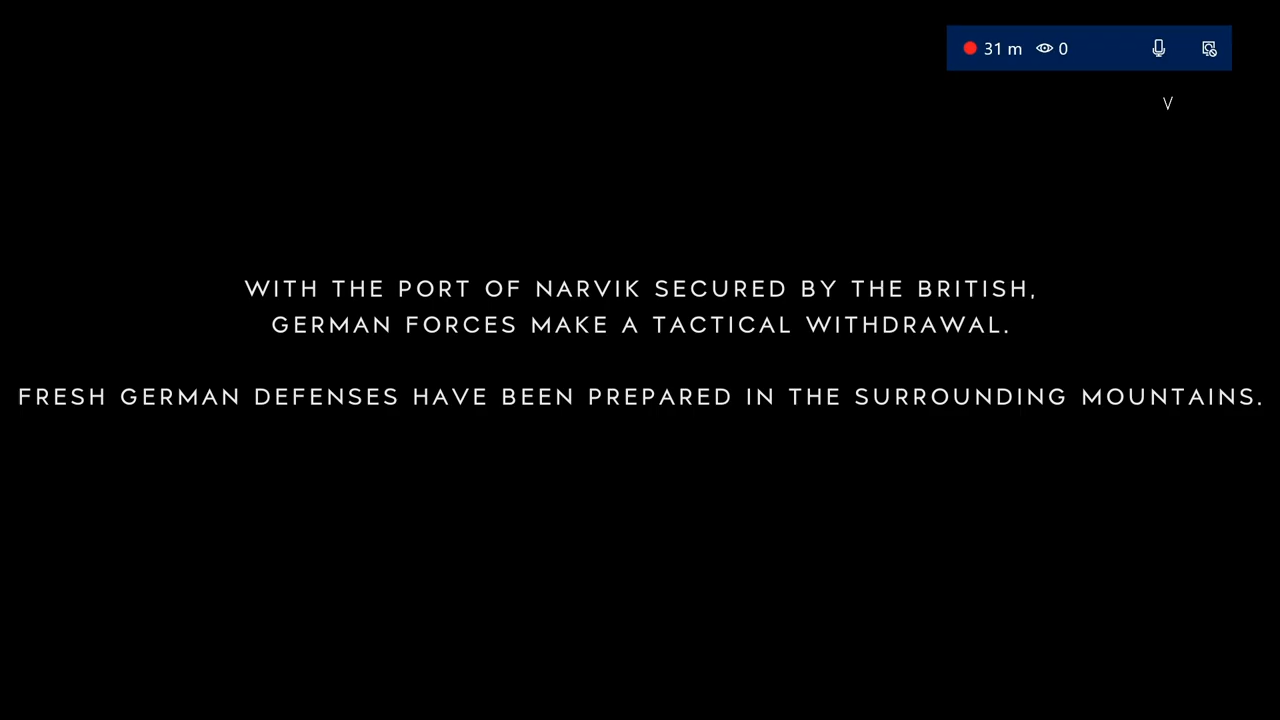 31 m 0
V
WITH THE PORT OF NARVIK SECURED BY THE BRITISH,
GERMAN FORCES MAKE A TACTICAL WITHDRAWAL.
FRESH GERMAN DEFENSES HAVE BEEN PREPARED IN THE SURROUNDING MOUNTAINS.